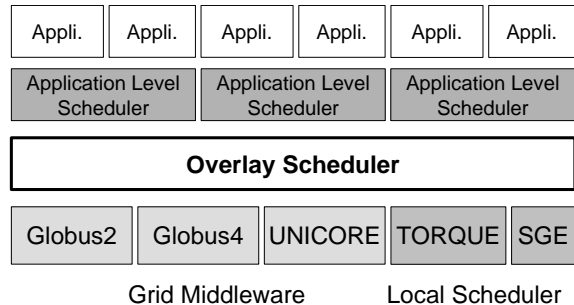 Appli. Appli. Appli. Appli. Appli. Appli.
Application Level Application Level Application Level
Scheduler Scheduler Scheduler
Overlay Scheduler
Globus2 Globus4 UNICORE TORQUE SGE
Grid Middleware Local Scheduler